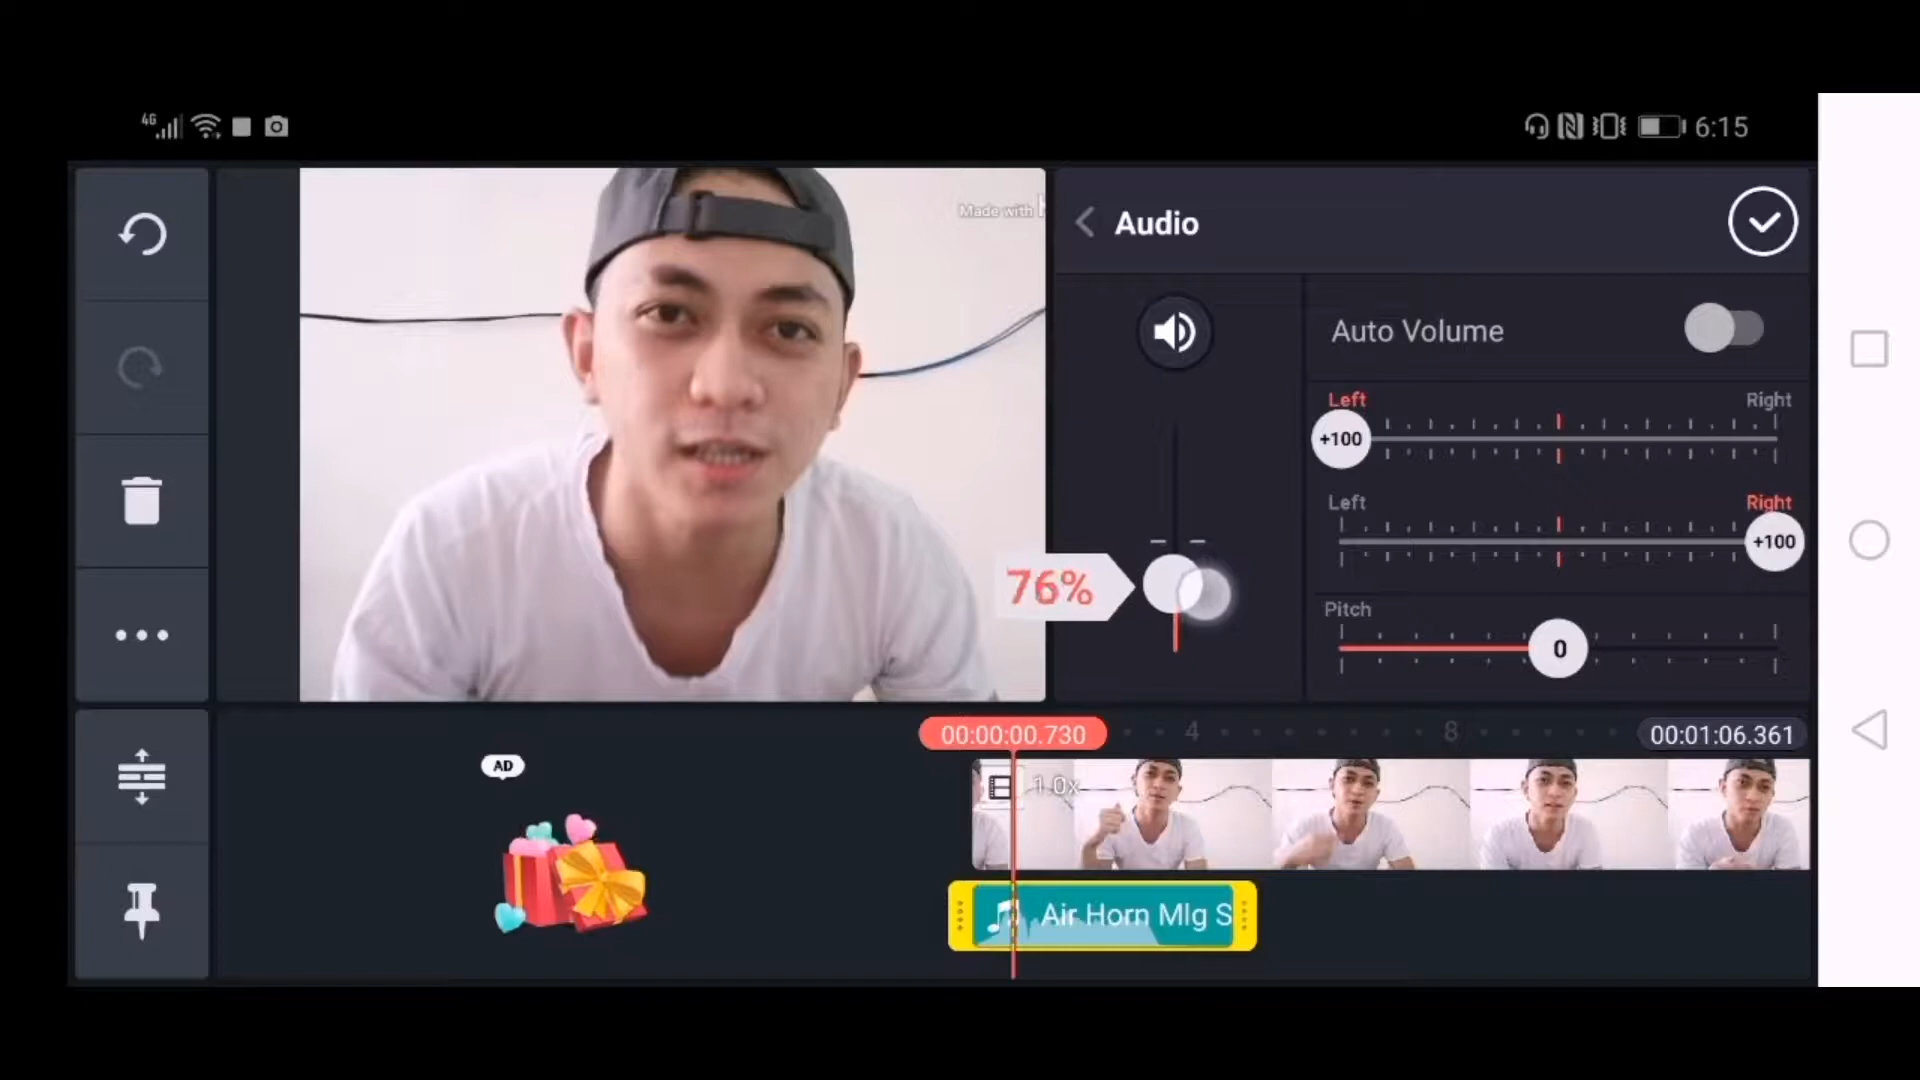 4G
6:15
Made with
Audio
Auto Volume
Left
Right
+100
Left
Right
+100
76%
Pitch
0
00:00:00.730
4
8
00:01:06.361
AD
1.0x
Air Horn Mlg S